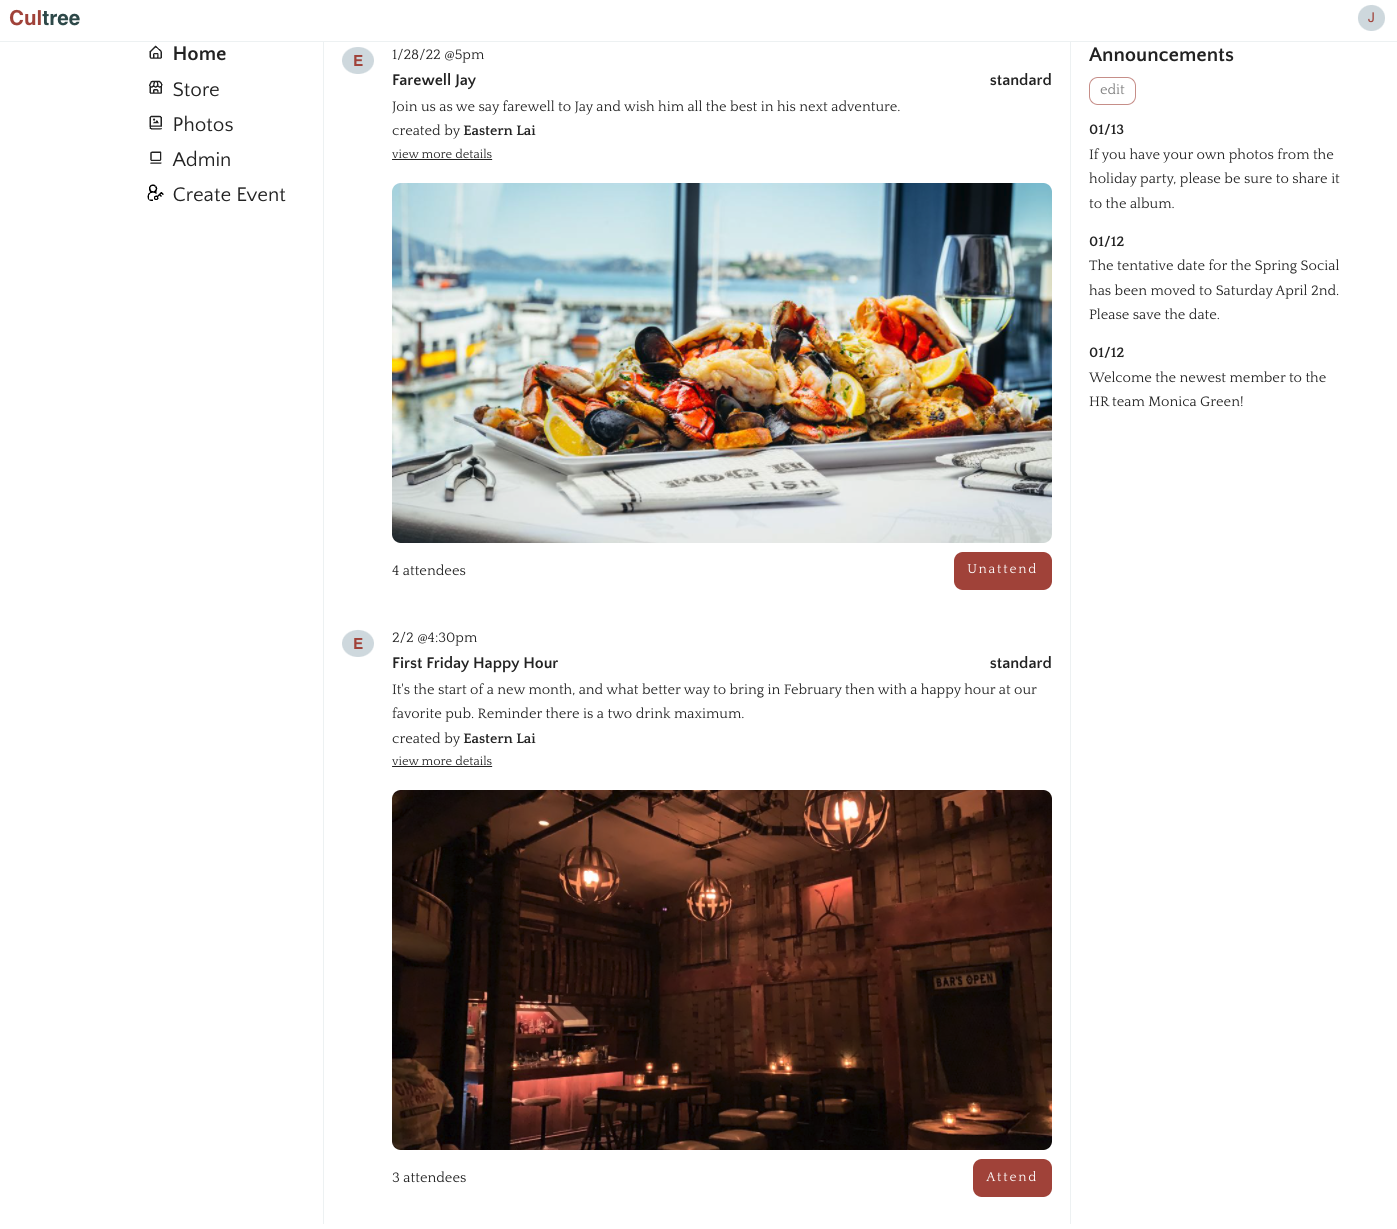 Cultree
J
Home
Store
Photos
Admin
Create Event
E
1/28/22 @5pm
Farewell Jay
standard
Join us as we say farewell to Jay and wish him all the best in his next adventure.
created by Eastern Lai
view more details
FISH
4 attendees
Unattend
E
2/2 @4:30pm
First Friday Happy Hour
standard
It's the start of a new month, and what better way to bring in February then with a happy hour at our
favorite pub. Reminder there is a two drink maximum.
created by Eastern Lai
view more details
BAR'S OPEN
3 attendees
Attend
Announcements
edit
01/13
If you have your own photos from the
holiday party, please be sure to share it
to the album.
01/12
The tentative date for the Spring Social
has been moved to Saturday April 2nd.
Please save the date.
01/12
Welcome the newest member to the
HR team Monica Green!